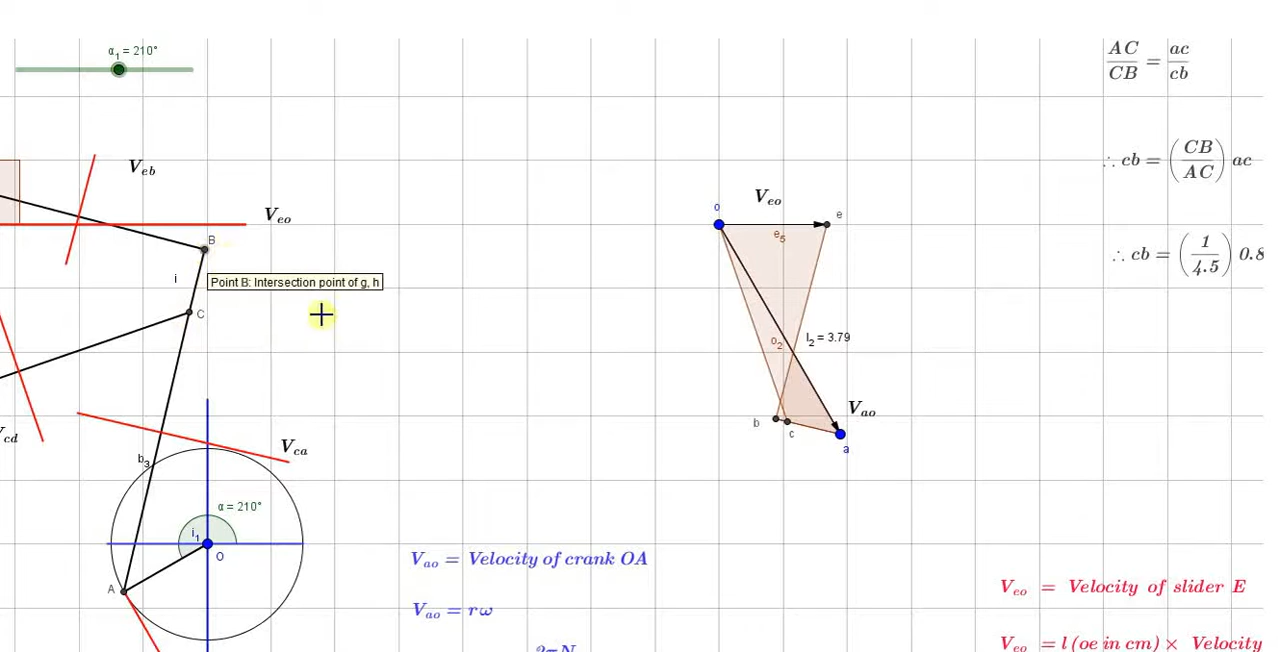 α₁ = 210°
AC/CB = ac/cb
V_eb
∴ cb = (CB/AC) ac
V_eo
o
V_eo
e
B
e₅
i
Point B: Intersection point of g, h
∴ cb = (1/4.5) 0.8
C
o₂
l₂ = 3.79
V_ao
b
c
a
cd
V_ca
b₃
α = 210°
i₁
O
A
V_ao = Velocity of crank OA
V_ao = rω
V_eo = Velocity of slider E
V_eo = l (oe in cm) × Velocity
2πN